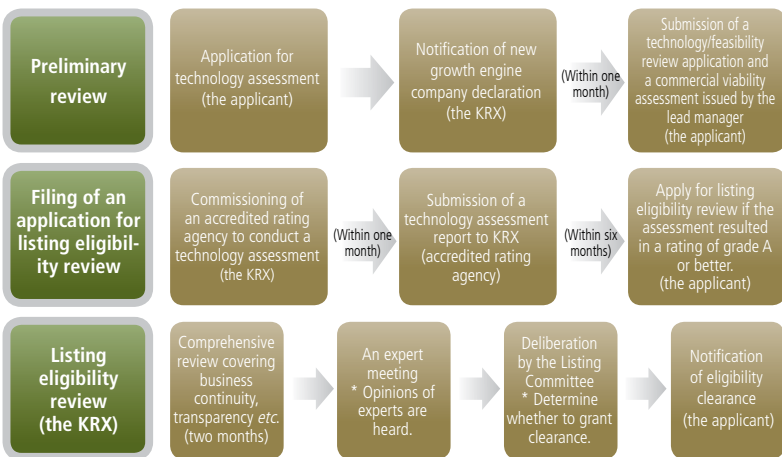 Preliminary
review
Application for
technology assessment
(the applicant)
Notification of new
growth engine
company declaration
(the KRX)
(Within one
month)
Submission of a
technology/feasibility
review application and
a commercial viability
assessment issued by the
lead manager
(the applicant)
Filing of an
application for
listing eligibil-
ity review
Commissioning of
an accredited rating
agency to conduct a
technology assessment
(the KRX)
(Within one
month)
Submission of a
technology assessment
report to KRX
(accredited rating
agency)
(Within six
months)
Apply for listing
eligibility review if the
assessment resulted
in a rating of grade A
or better.
(the applicant)
Listing
eligibility
review
(the KRX)
Comprehensive
review covering
business
continuity,
transparency etc.
(two months)
An expert
meeting
* Opinions of
experts are
heard.
Deliberation
by the Listing
Committee
* Determine
whether to grant
clearance.
Notification
of eligibility
clearance
(the applicant)